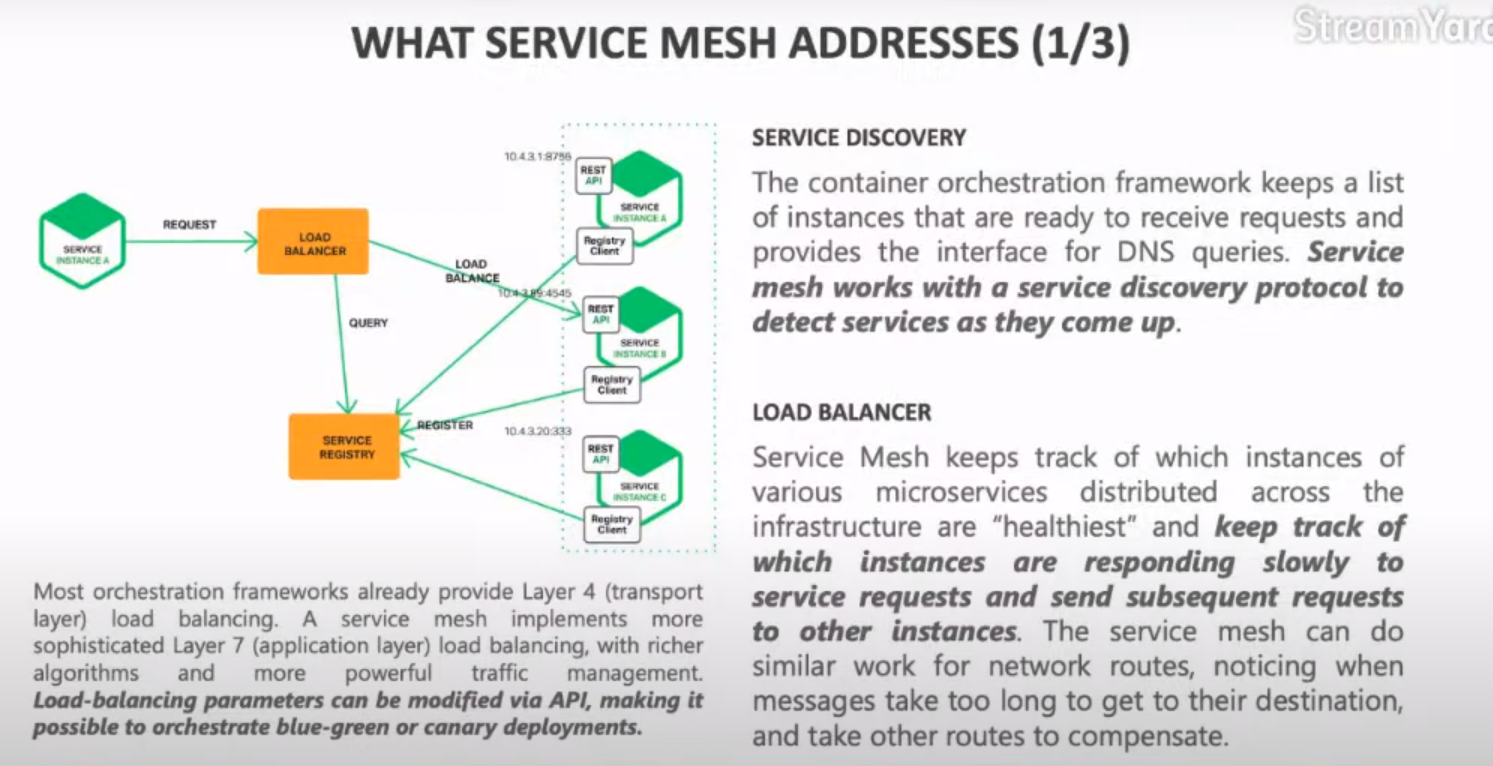 StreamYard
WHAT SERVICE MESH ADDRESSES (1/3)
SERVICE
INSTANCE A
REQUEST
LOAD
BALANCER
LOAD
BALANCE
QUERY
SERVICE
REGISTRY
REGISTER
10.4.3.1:8756
REST
API
SERVICE
INSTANCE A
Registry
Client
10.4.3.89:4545
REST
API
SERVICE
INSTANCE B
Registry
Client
10.4.3.20:333
REST
API
SERVICE
INSTANCE C
Registry
Client
Most orchestration frameworks already provide Layer 4 (transport
layer) load balancing. A service mesh implements more
sophisticated Layer 7 (application layer) load balancing, with richer
algorithms and more powerful traffic management.
Load-balancing parameters can be modified via API, making it
possible to orchestrate blue-green or canary deployments.
SERVICE DISCOVERY
The container orchestration framework keeps a list
of instances that are ready to receive requests and
provides the interface for DNS queries. Service
mesh works with a service discovery protocol to
detect services as they come up.
LOAD BALANCER
Service Mesh keeps track of which instances of
various microservices distributed across the
infrastructure are “healthiest” and keep track of
which instances are responding slowly to
service requests and send subsequent requests
to other instances. The service mesh can do
similar work for network routes, noticing when
messages take too long to get to their destination,
and take other routes to compensate.